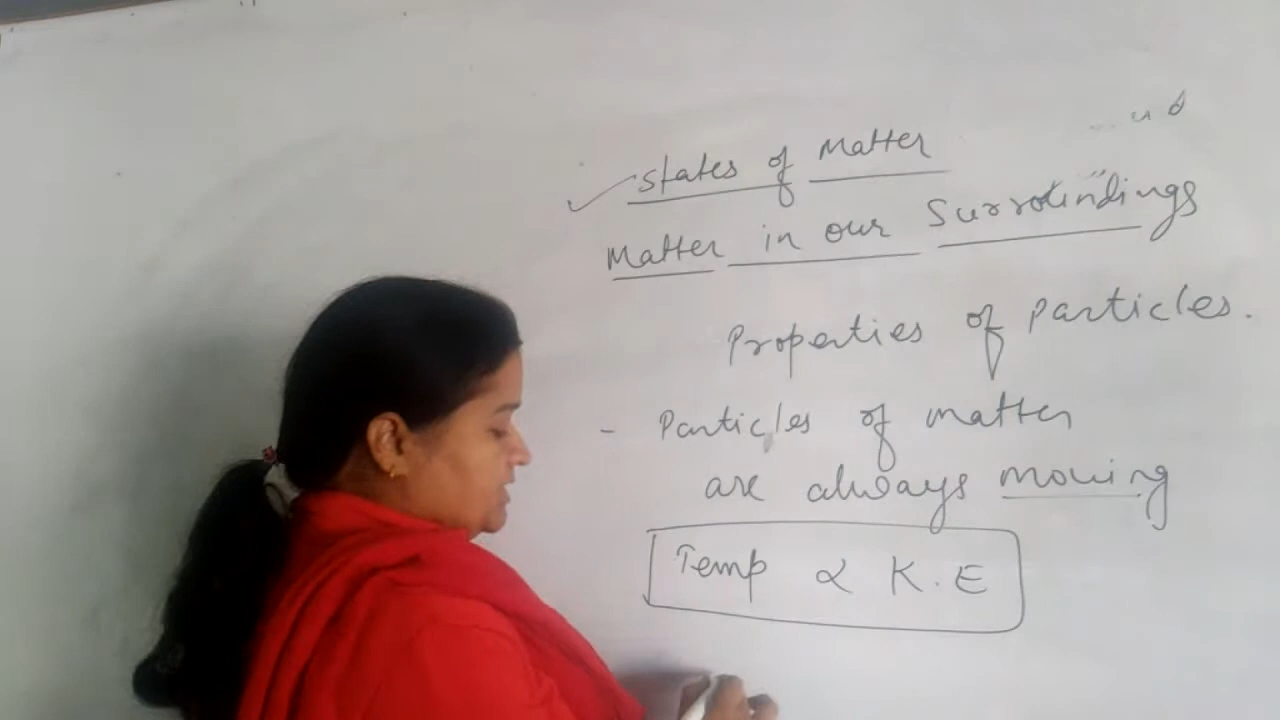 States of Matter
Matter in our Surroundings
Properties of Particles.
- Particles of matter
are always moving
Temp ∝ K.E